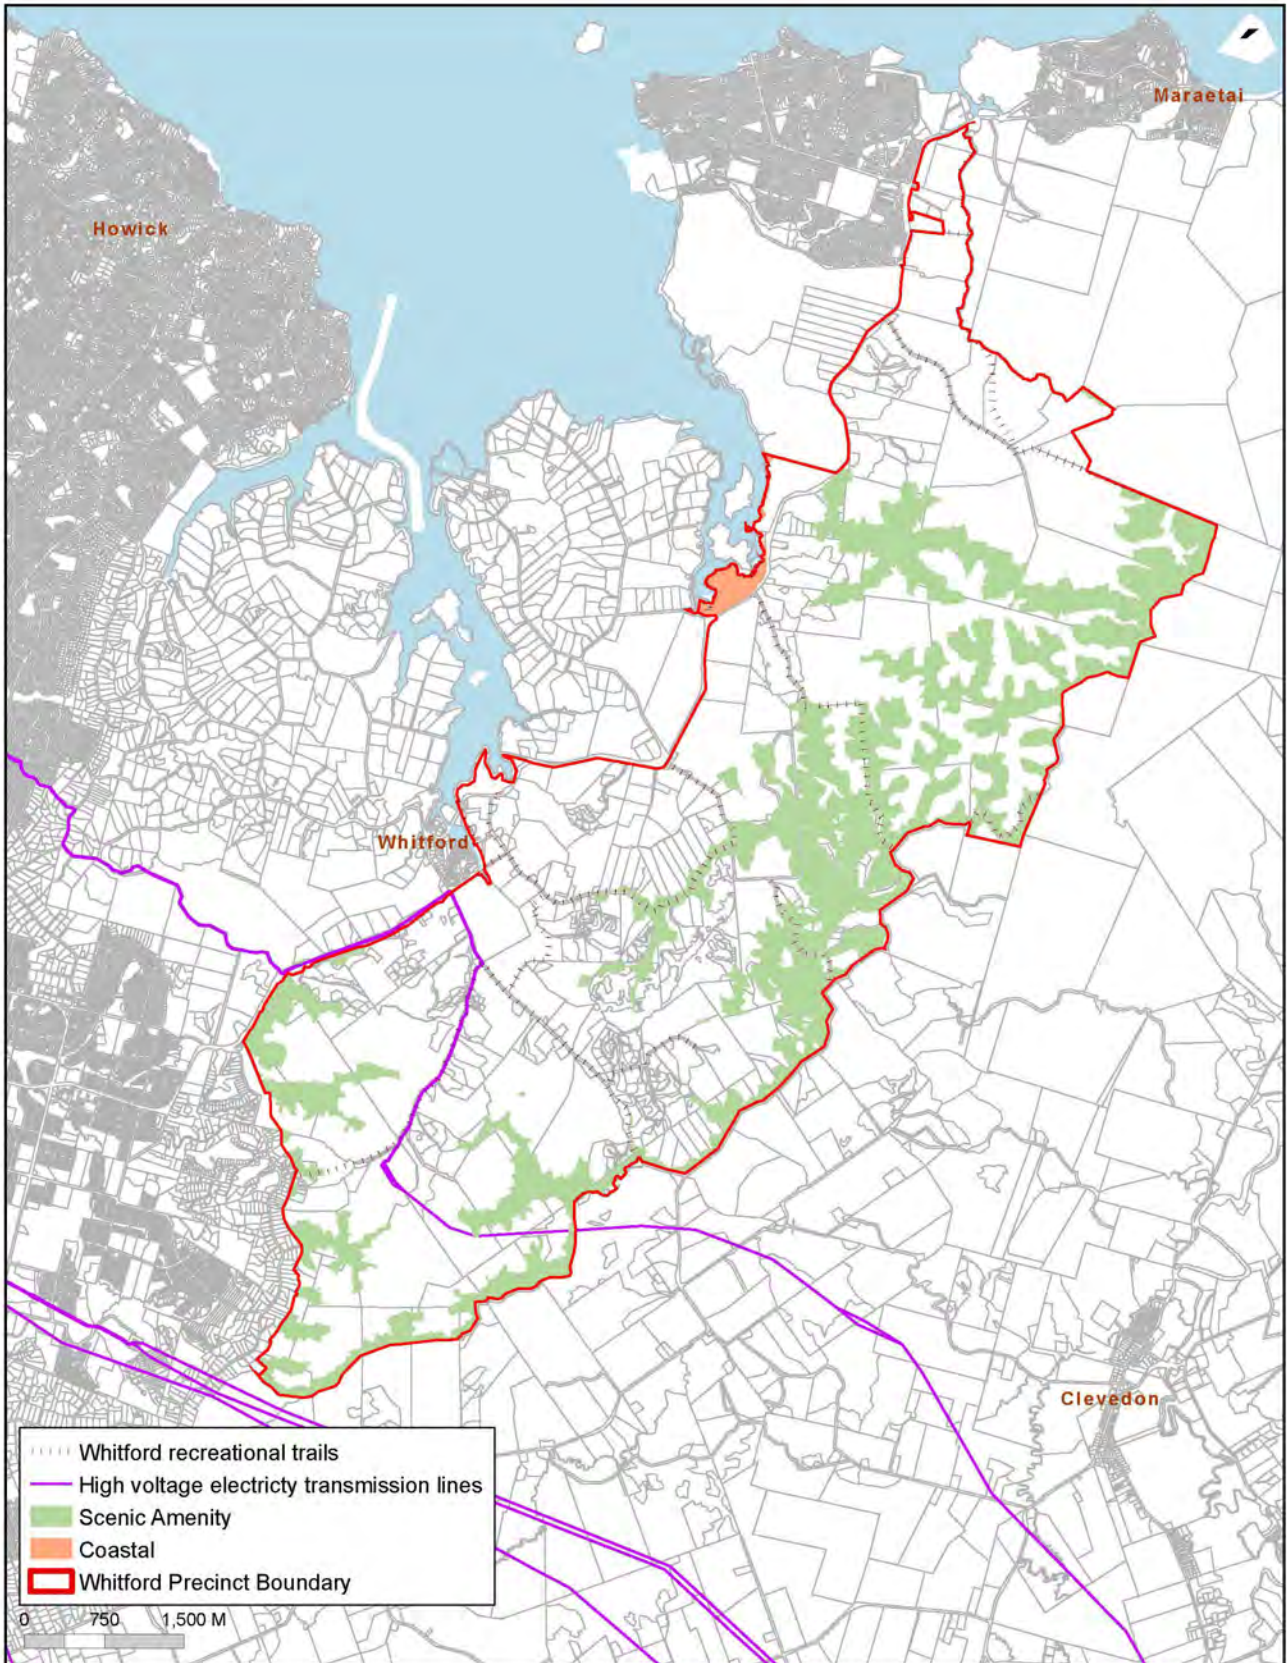 Maraetai
Howick
Whitford
Clevedon
Whitford recreational trails
High voltage electricty transmission lines
Scenic Amenity
Coastal
Whitford Precinct Boundary
0 750 1,500 M